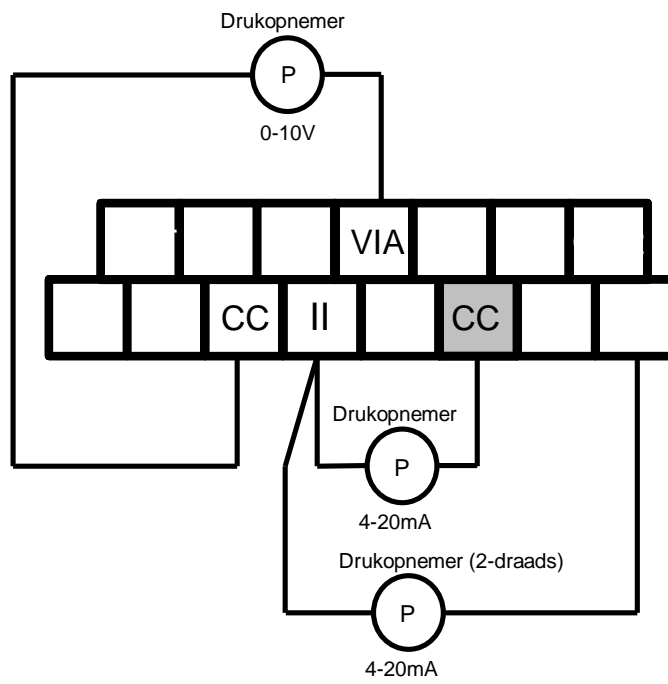 Drukopnemer
P
0-10V
VIA
CC II CC
Drukopnemer
P
4-20mA
Drukopnemer (2-draads)
P
4-20mA